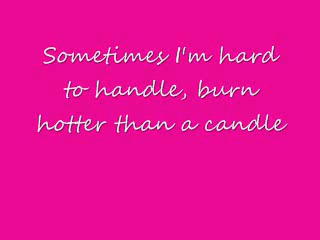 Sometimes I'm hard
to handle, burn
hotter than a candle